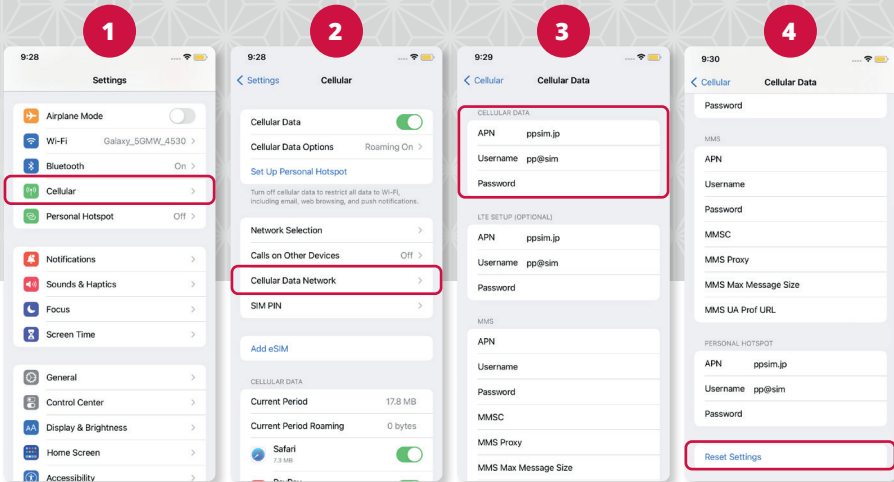 1
9:28
Settings
Airplane Mode
Wi-Fi Galaxy_5GMW_4530
Bluetooth On
Cellular
Personal Hotspot Off
Notifications
Sounds & Haptics
Focus
Screen Time
General
Control Center
AA Display & Brightness
Home Screen
Accessibility
2
9:28
Settings Cellular
Cellular Data
Cellular Data Options Roaming On
Set Up Personal Hotspot
Turn off cellular data to restrict all data to Wi-Fi,
including email, web browsing, and push notifications.
Network Selection
Calls on Other Devices Off
Cellular Data Network
SIM PIN
Add eSIM
CELLULAR DATA
Current Period 17.8 MB
Current Period Roaming 0 bytes
Safari
7.3 MB
3
9:29
Cellular Cellular Data
CELLULAR DATA
APN ppsim.jp
Username pp@sim
Password
LTE SETUP (OPTIONAL)
APN ppsim.jp
Username pp@sim
Password
MMS
APN
Username
Password
MMSC
MMS Proxy
MMS Max Message Size
4
9:30
Cellular Cellular Data
Password
MMS
APN
Username
Password
MMSC
MMS Proxy
MMS Max Message Size
MMS UA Prof URL
PERSONAL HOTSPOT
APN ppsim.jp
Username pp@sim
Password
Reset Settings